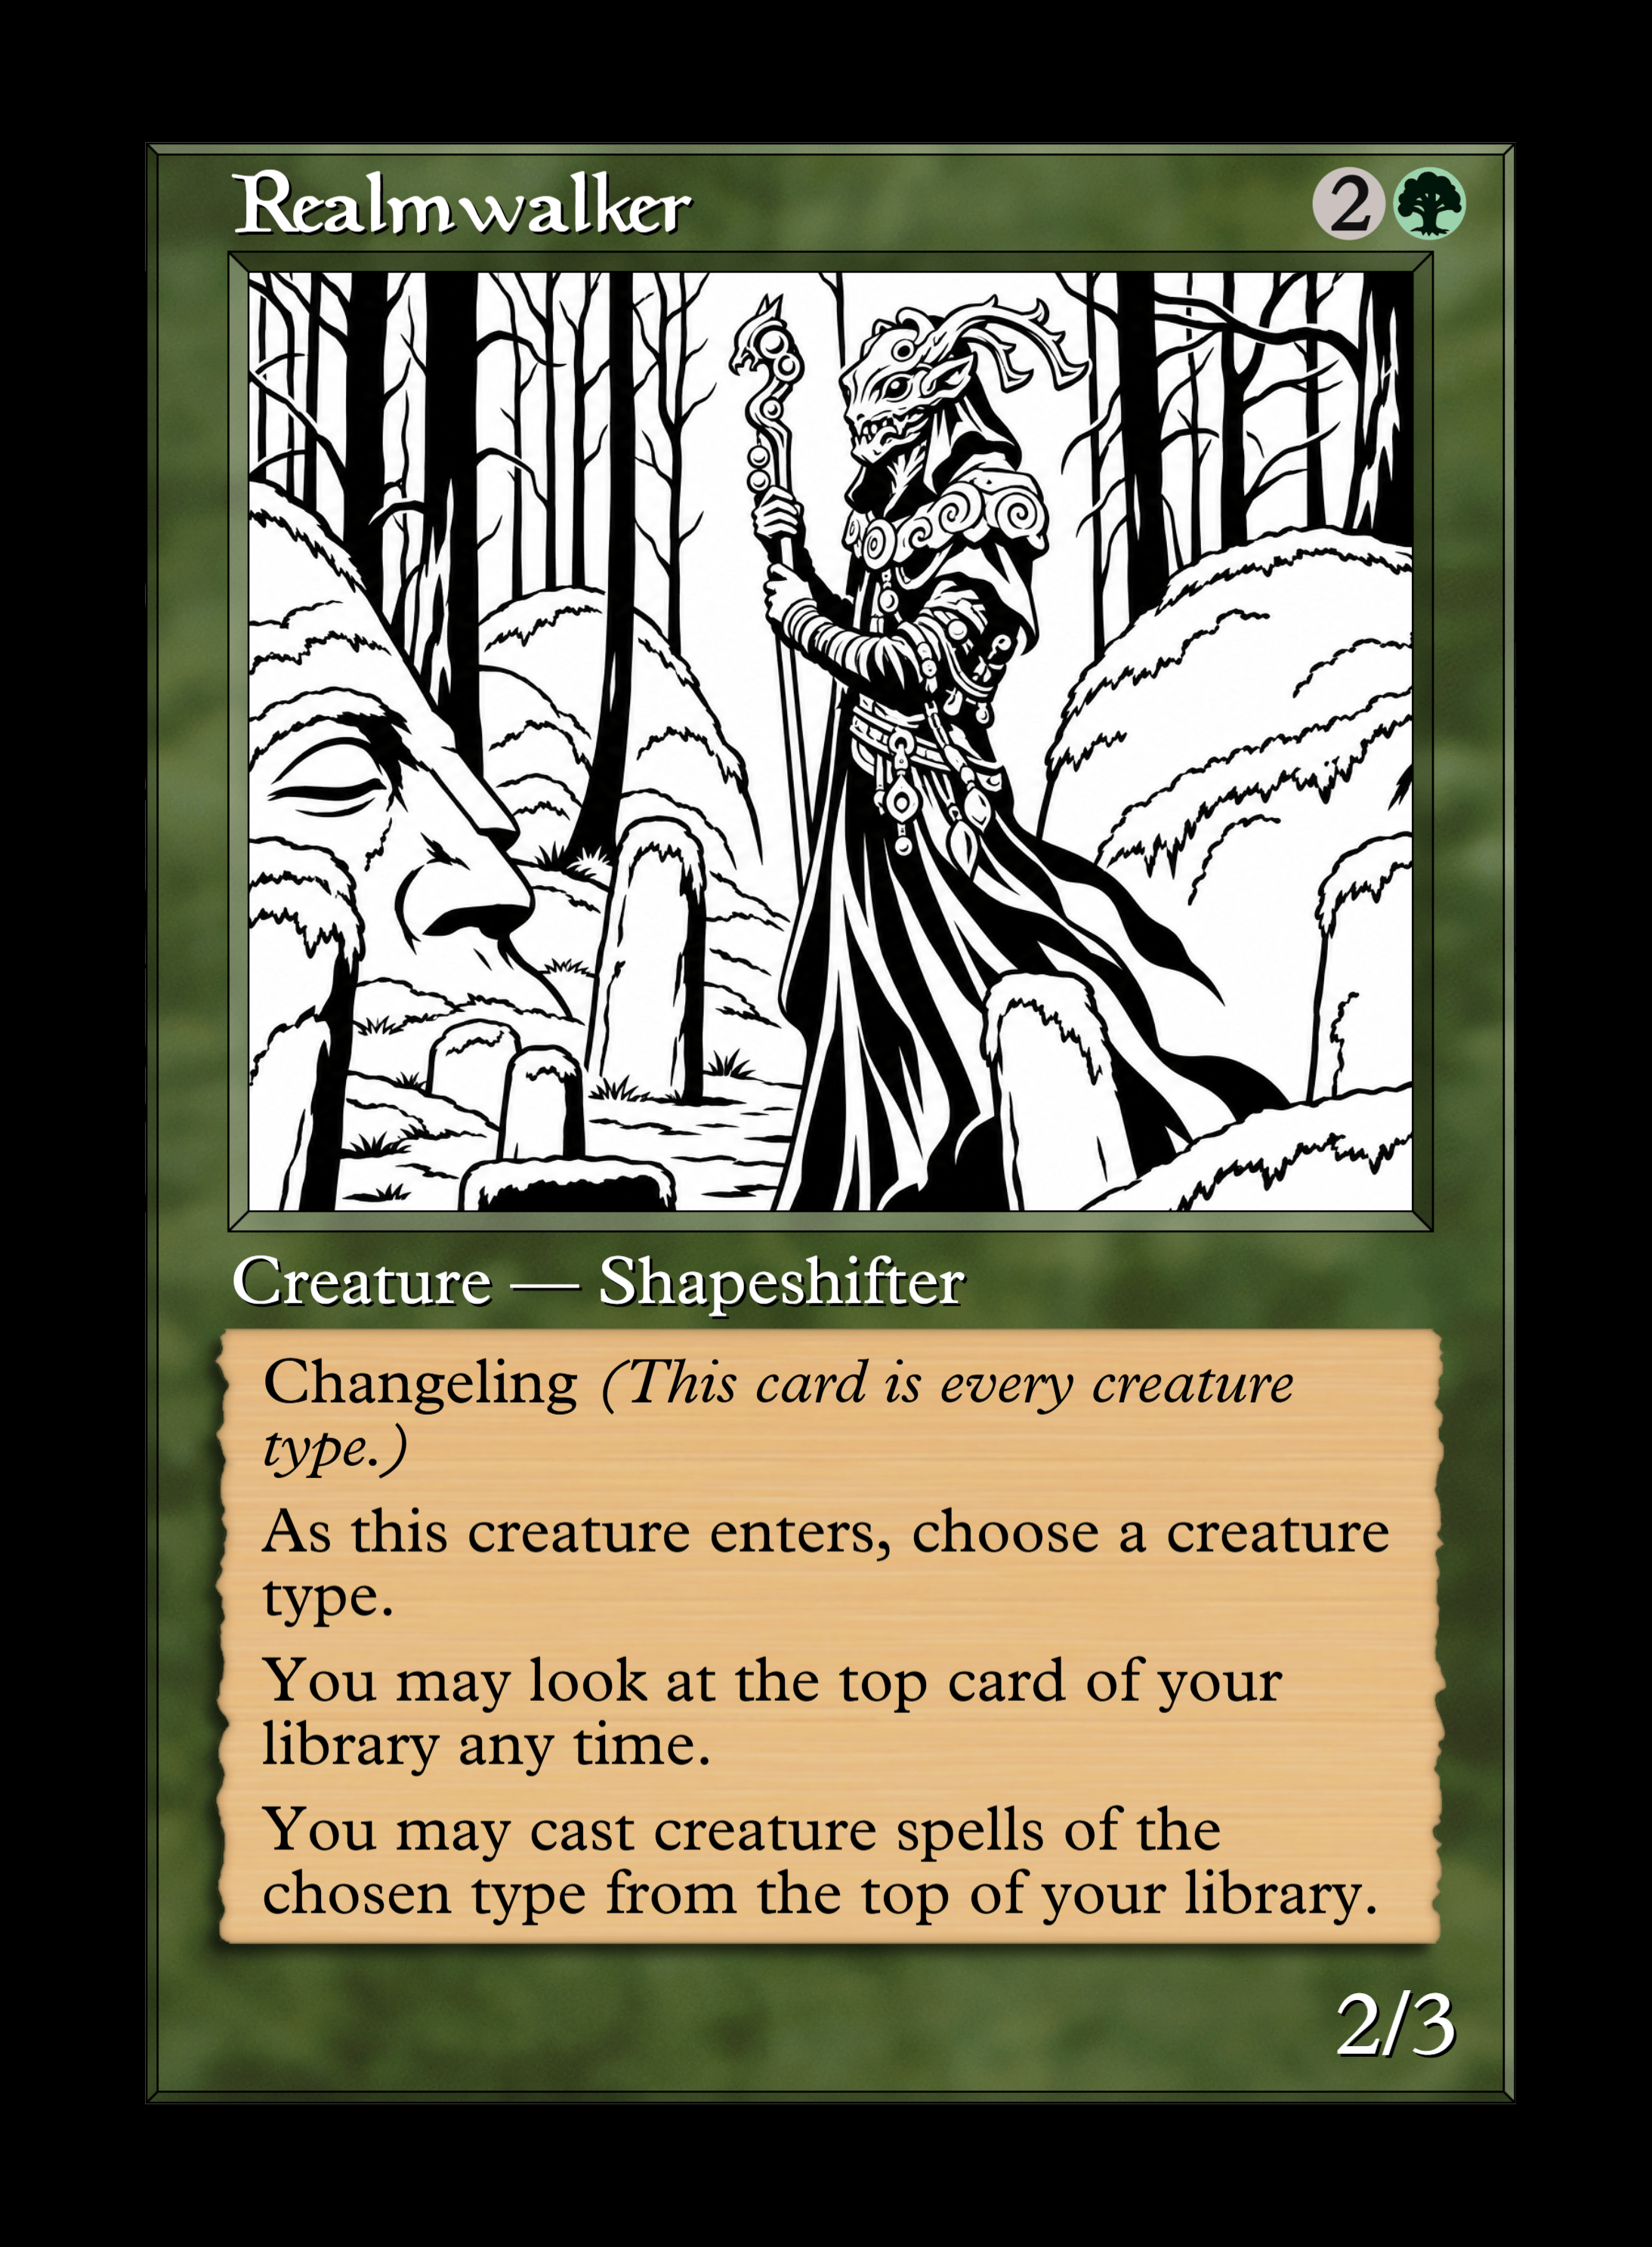 Realmwalker 2
Creature — Shapeshifter
Changeling (This card is every creature
type.)
As this creature enters, choose a creature
type.
You may look at the top card of your
library any time.
You may cast creature spells of the
chosen type from the top of your library.
2/3